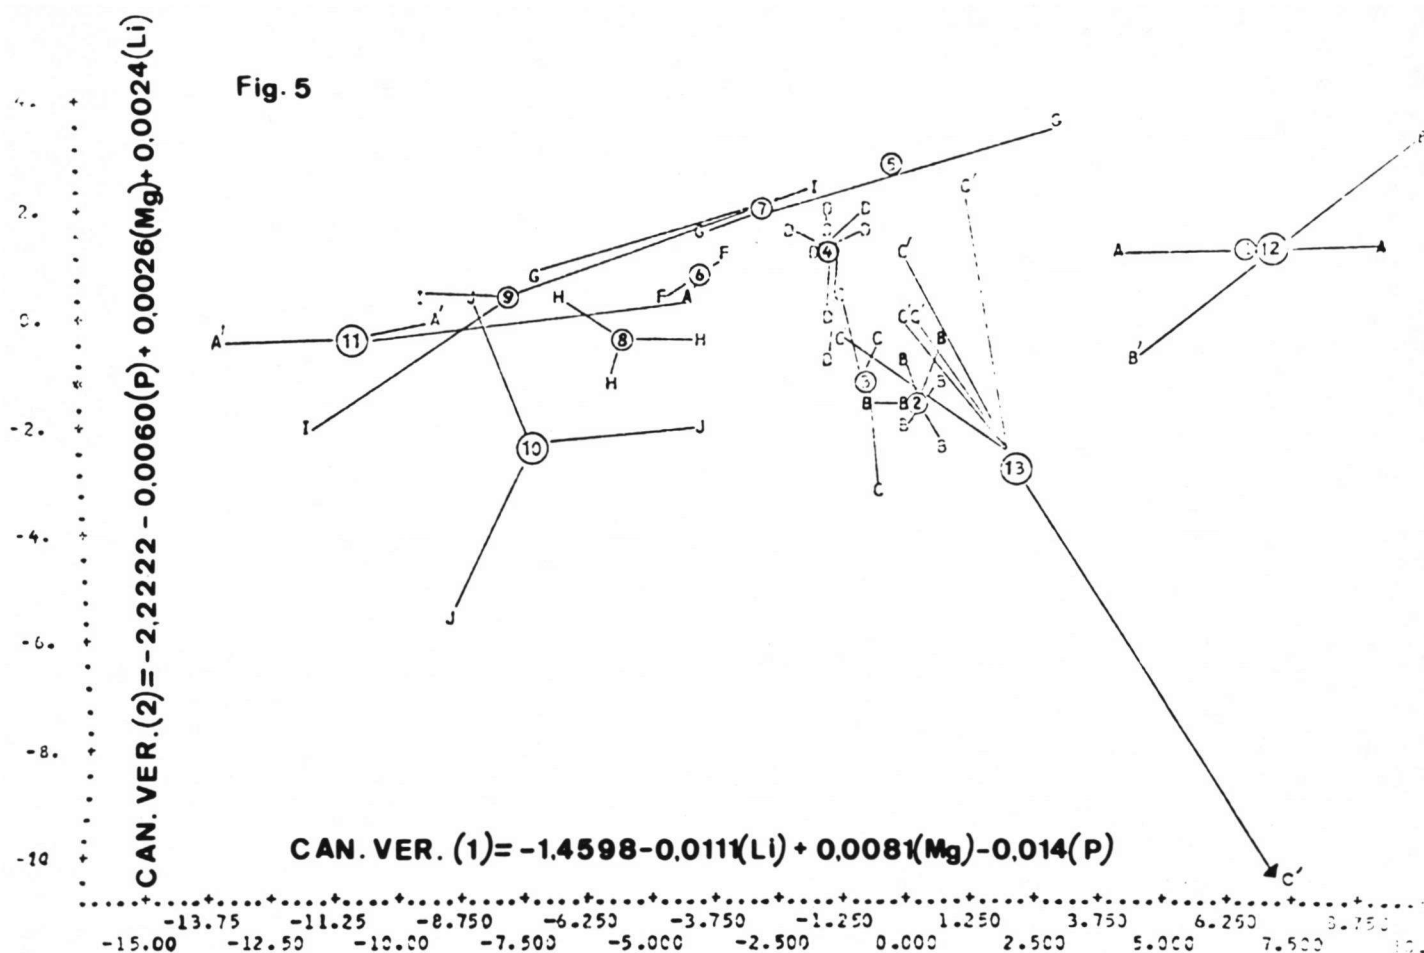 Fig. 5
CAN. VER. (2)=-2,2222 - 0,0060(P)+ 0,0026(Mg)+ 0,0024(Li)
4.
2.
0.
-2.
-4.
-6.
-8.
-10
G
5
C'
I
7
G
D
D
D
D
D
D
4
C'
A
12
A
B'
G
F
6
F
A
I
9
J
H
A'
A'
11
8
H
H
D
D
C
C
C
C
C'
B
B
B
3
B
B
2
B
B
I
10
J
J
C
13
C'
CAN. VER. (1)= -1,4598-0,0111(Li) + 0,0081(Mg)-0,014(P)
-13.75 -11.25 -8.750 -6.250 -3.750 -1.250 1.250 3.750 6.250 8.750
-15.00 -12.50 -10.00 -7.500 -5.000 -2.500 0.000 2.500 5.000 7.500